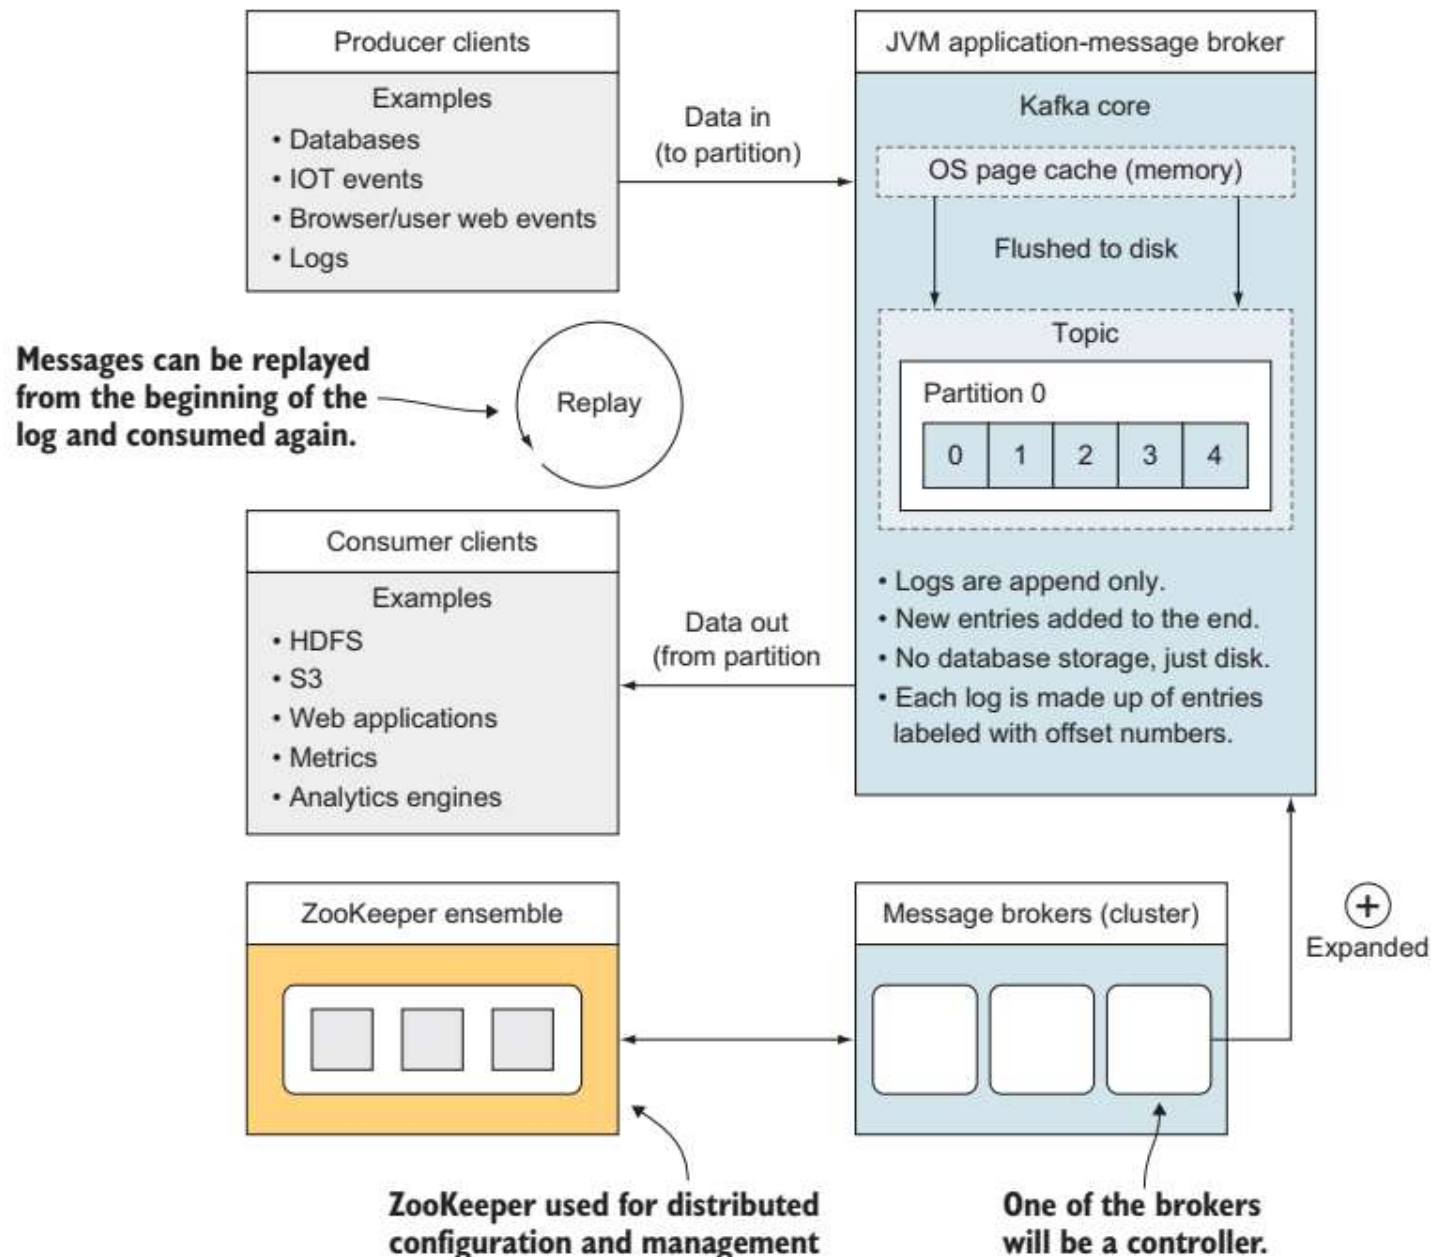 Producer clients
Examples
• Databases
• IOT events
• Browser/user web events
• Logs
Data in
(to partition)
JVM application-message broker
Kafka core
OS page cache (memory)
Flushed to disk
Topic
Partition 0
0 1 2 3 4
• Logs are append only.
• New entries added to the end.
• No database storage, just disk.
• Each log is made up of entries
labeled with offset numbers.
Messages can be replayed
from the beginning of the
log and consumed again.
Replay
Consumer clients
Examples
• HDFS
• S3
• Web applications
• Metrics
• Analytics engines
Data out
(from partition
ZooKeeper ensemble
Message brokers (cluster)
+
Expanded
ZooKeeper used for distributed
configuration and management
One of the brokers
will be a controller.